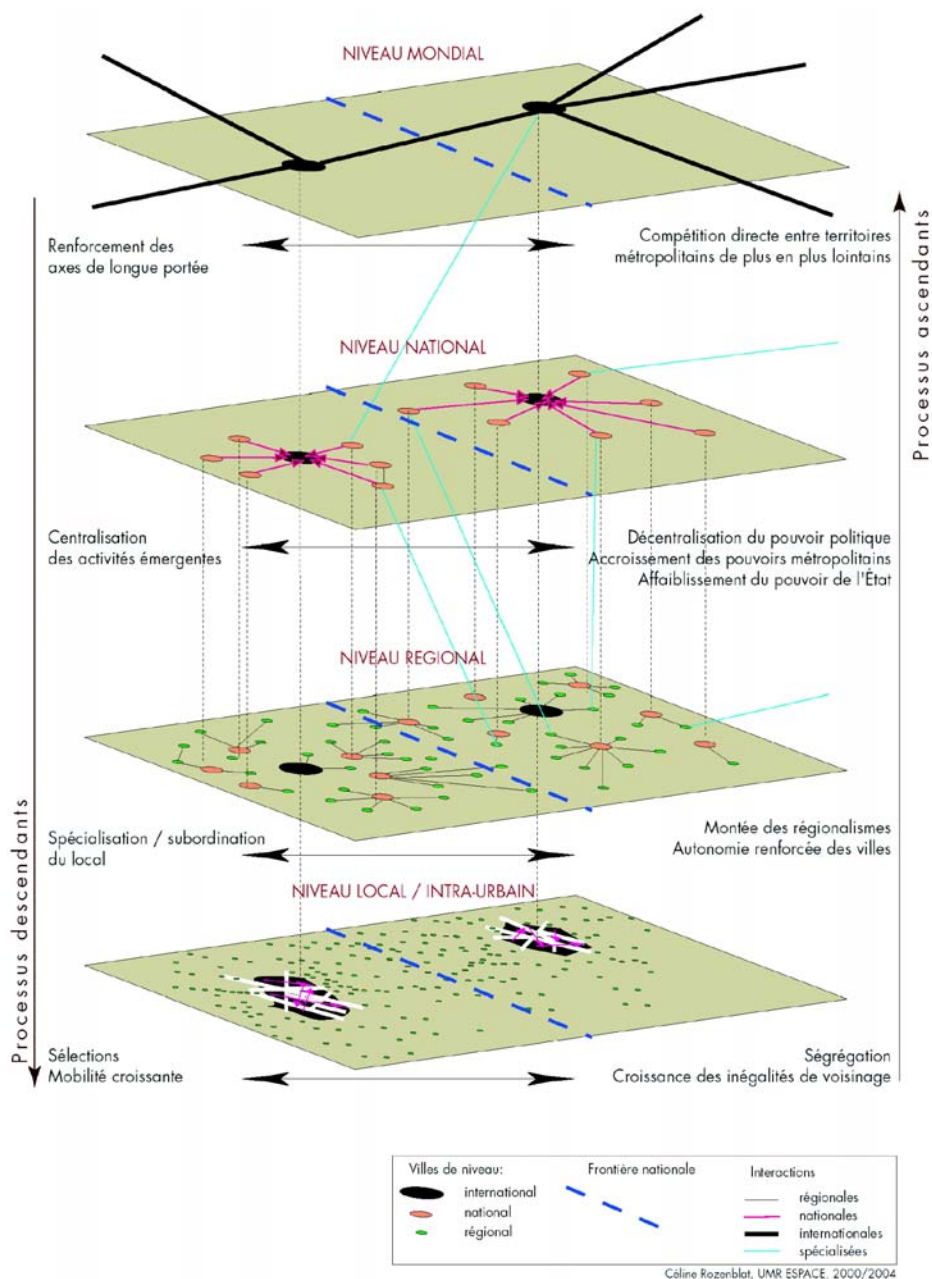 NIVEAU MONDIAL
Renforcement des
axes de longue portée
Compétition directe entre territoires
métropolitains de plus en plus lointains
Processus ascendants
NIVEAU NATIONAL
Centralisation
des activités émergentes
Décentralisation du pouvoir politique
Accroissement des pouvoirs métropolitains
Affaiblissement du pouvoir de l'État
NIVEAU REGIONAL
Spécialisation / subordination
du local
Montée des régionalismes
Autonomie renforcée des villes
Processus descendants
NIVEAU LOCAL / INTRA-URBAIN
Sélections
Mobilité croissante
Ségrégation
Croissance des inégalités de voisinage
Villes de niveau:
international
national
régional
Frontière nationale
Interactions
régionales
nationales
internationales
spécialisées
Céline Rozenblat, UMR ESPACE, 2000/2004